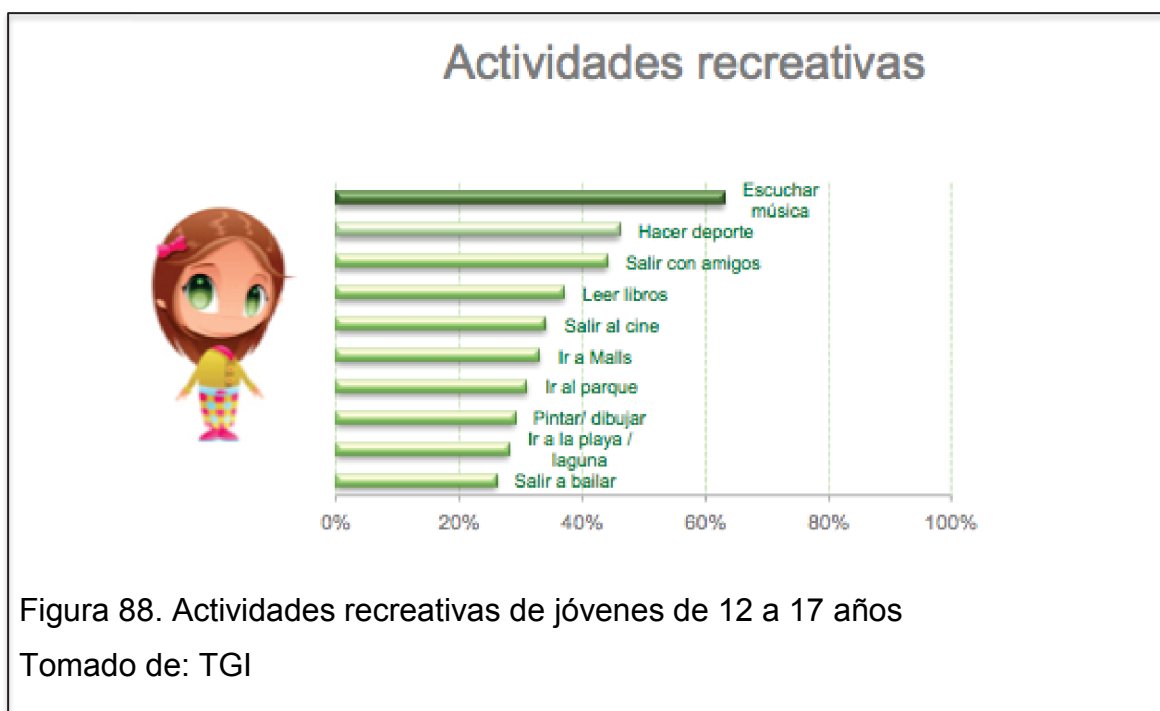 Actividades recreativas
Escuchar
música
Hacer deporte
Salir con amigos
Leer libros
Salir al cine
Ir a Malls
Ir al parque
Pintar/ dibujar
Ir a la playa /
laguna
Salir a bailar
0% 20% 40% 60% 80% 100%
Figura 88. Actividades recreativas de jóvenes de 12 a 17 años
Tomado de: TGI